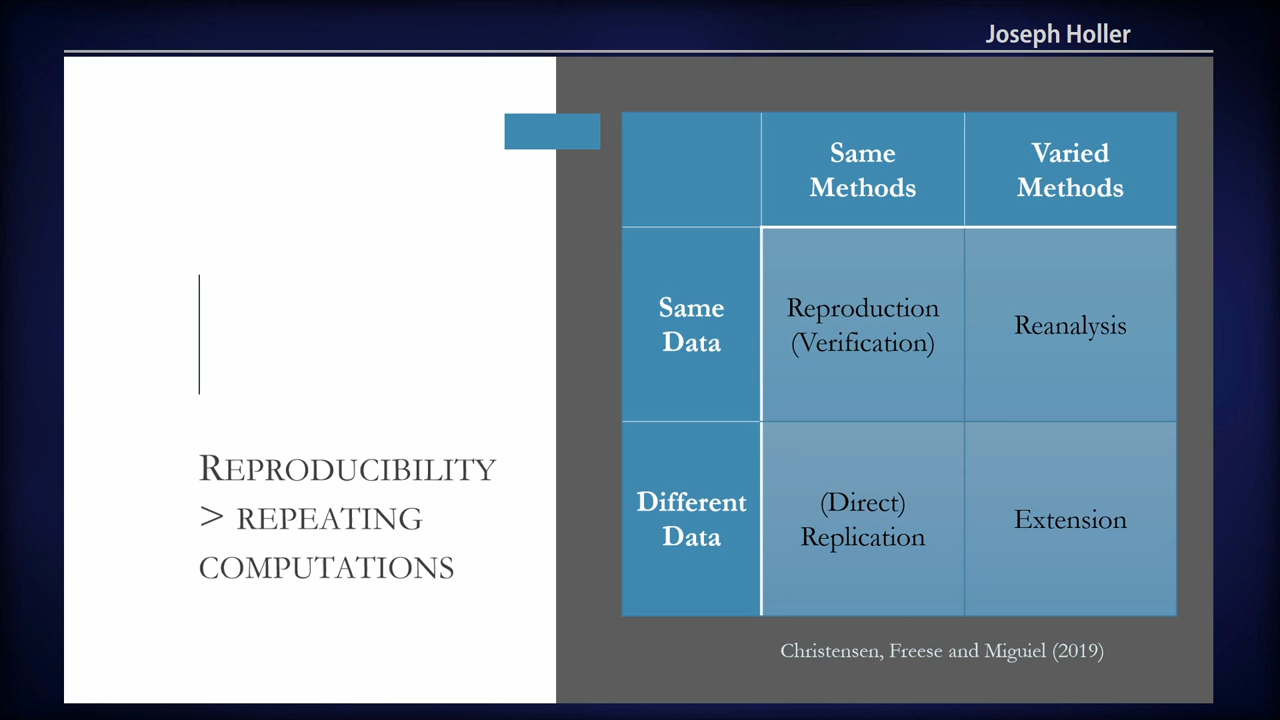 Joseph Holler
REPRODUCIBILITY
> REPEATING
COMPUTATIONS
Same
Methods
Varied
Methods
Same
Data
Reproduction
(Verification)
Reanalysis
Different
Data
(Direct)
Replication
Extension
Christensen, Freese and Miguiel (2019)